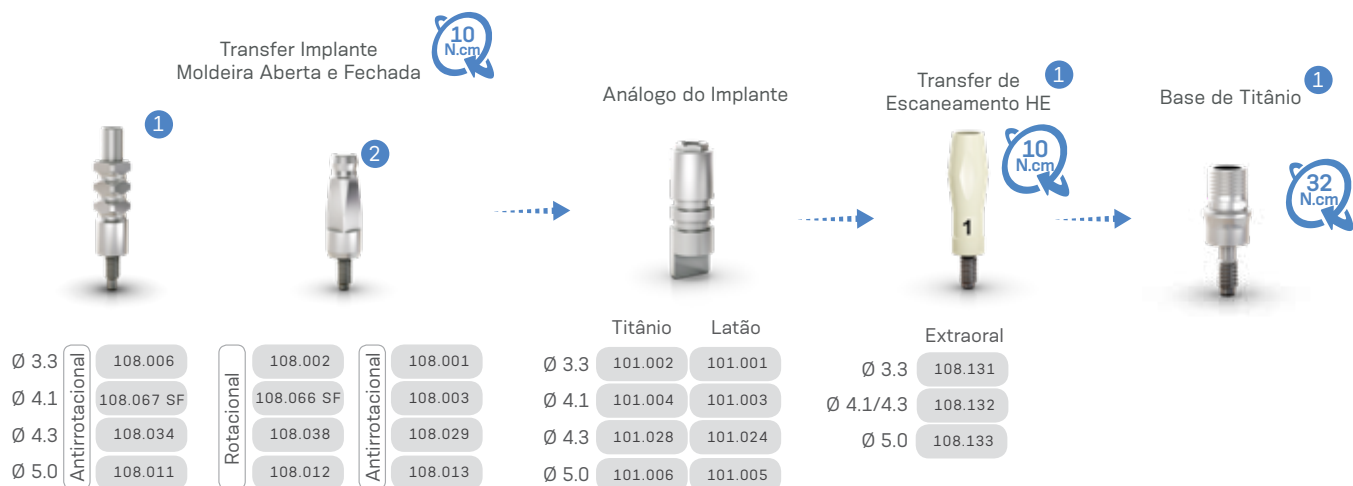 Transfer Implante
Moldeira Aberta e Fechada
10
N.cm
1
2
Análogo do Implante
Transfer de
Escaneamento HE
1
10
N.cm
1
Base de Titânio
1
32
N.cm
Antirrotacional
Ø 3.3 108.006
Ø 4.1 108.067 SF
Ø 4.3 108.034
Ø 5.0 108.011
Rotacional
108.002
108.066 SF
108.038
108.012
Antirrotacional
108.001
108.003
108.029
108.013
Titânio Latão
Ø 3.3 101.002 101.001
Ø 4.1 101.004 101.003
Ø 4.3 101.028 101.024
Ø 5.0 101.006 101.005
Extraoral
Ø 3.3 108.131
Ø 4.1/4.3 108.132
Ø 5.0 108.133